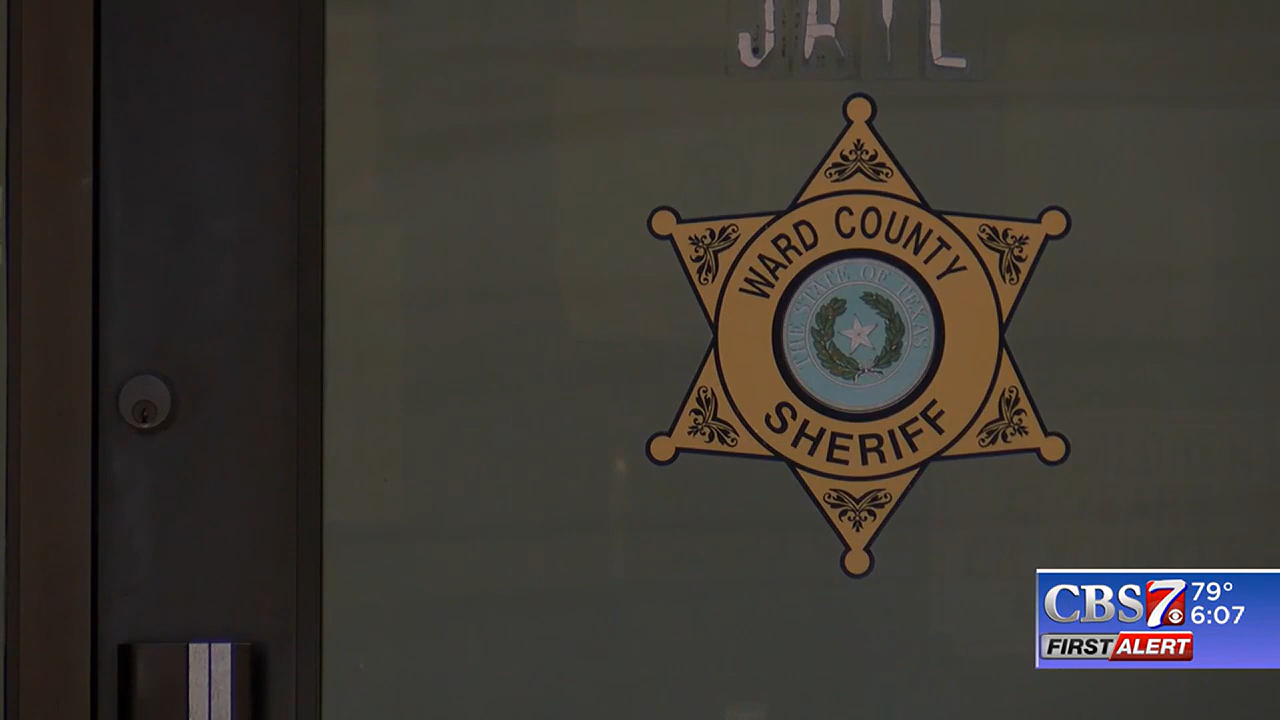 JAIL
WARD COUNTY
THE STATE OF TEXAS
SHERIFF
CBS7 79°
6:07
FIRST ALERT